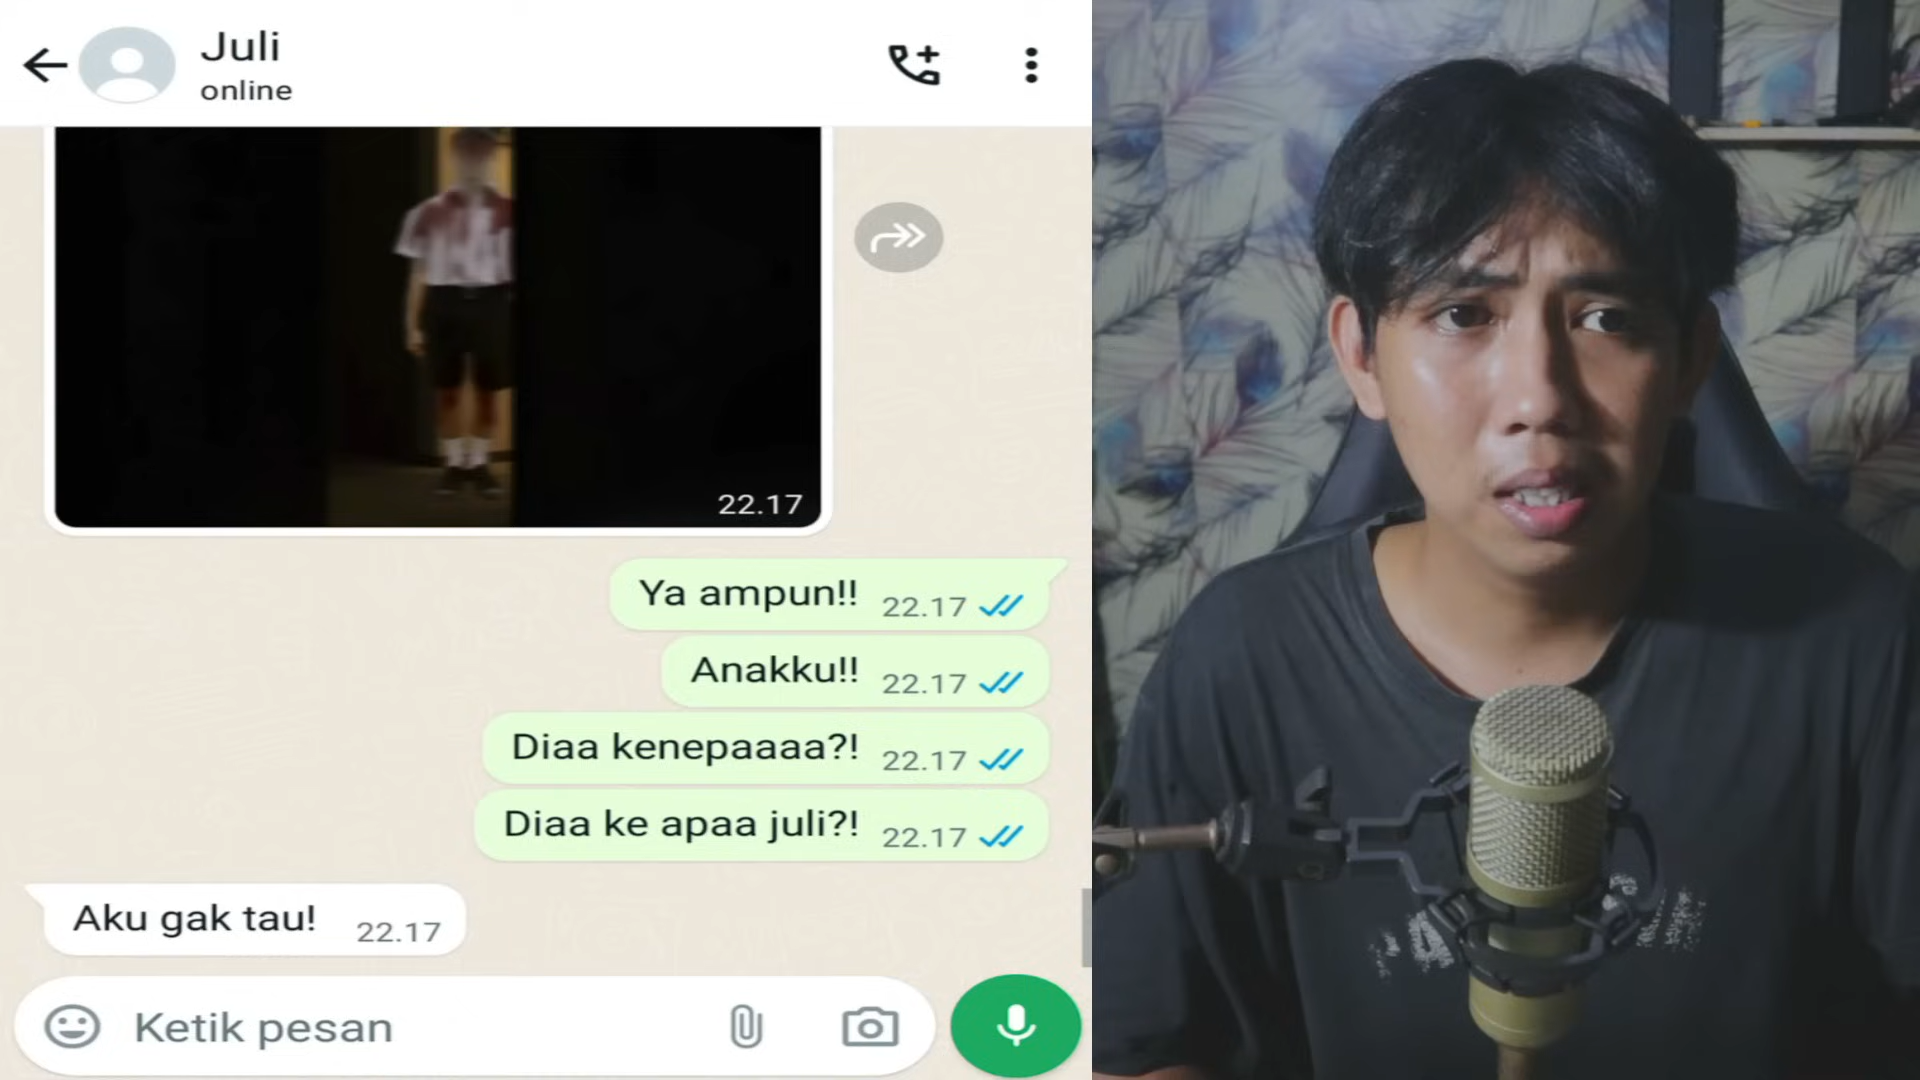 Juli
online
22.17
Ya ampun!! 22.17
Anakku!! 22.17
Diaa kenepaaaa?! 22.17
Diaa ke apaa juli?! 22.17
Aku gak tau! 22.17
Ketik pesan